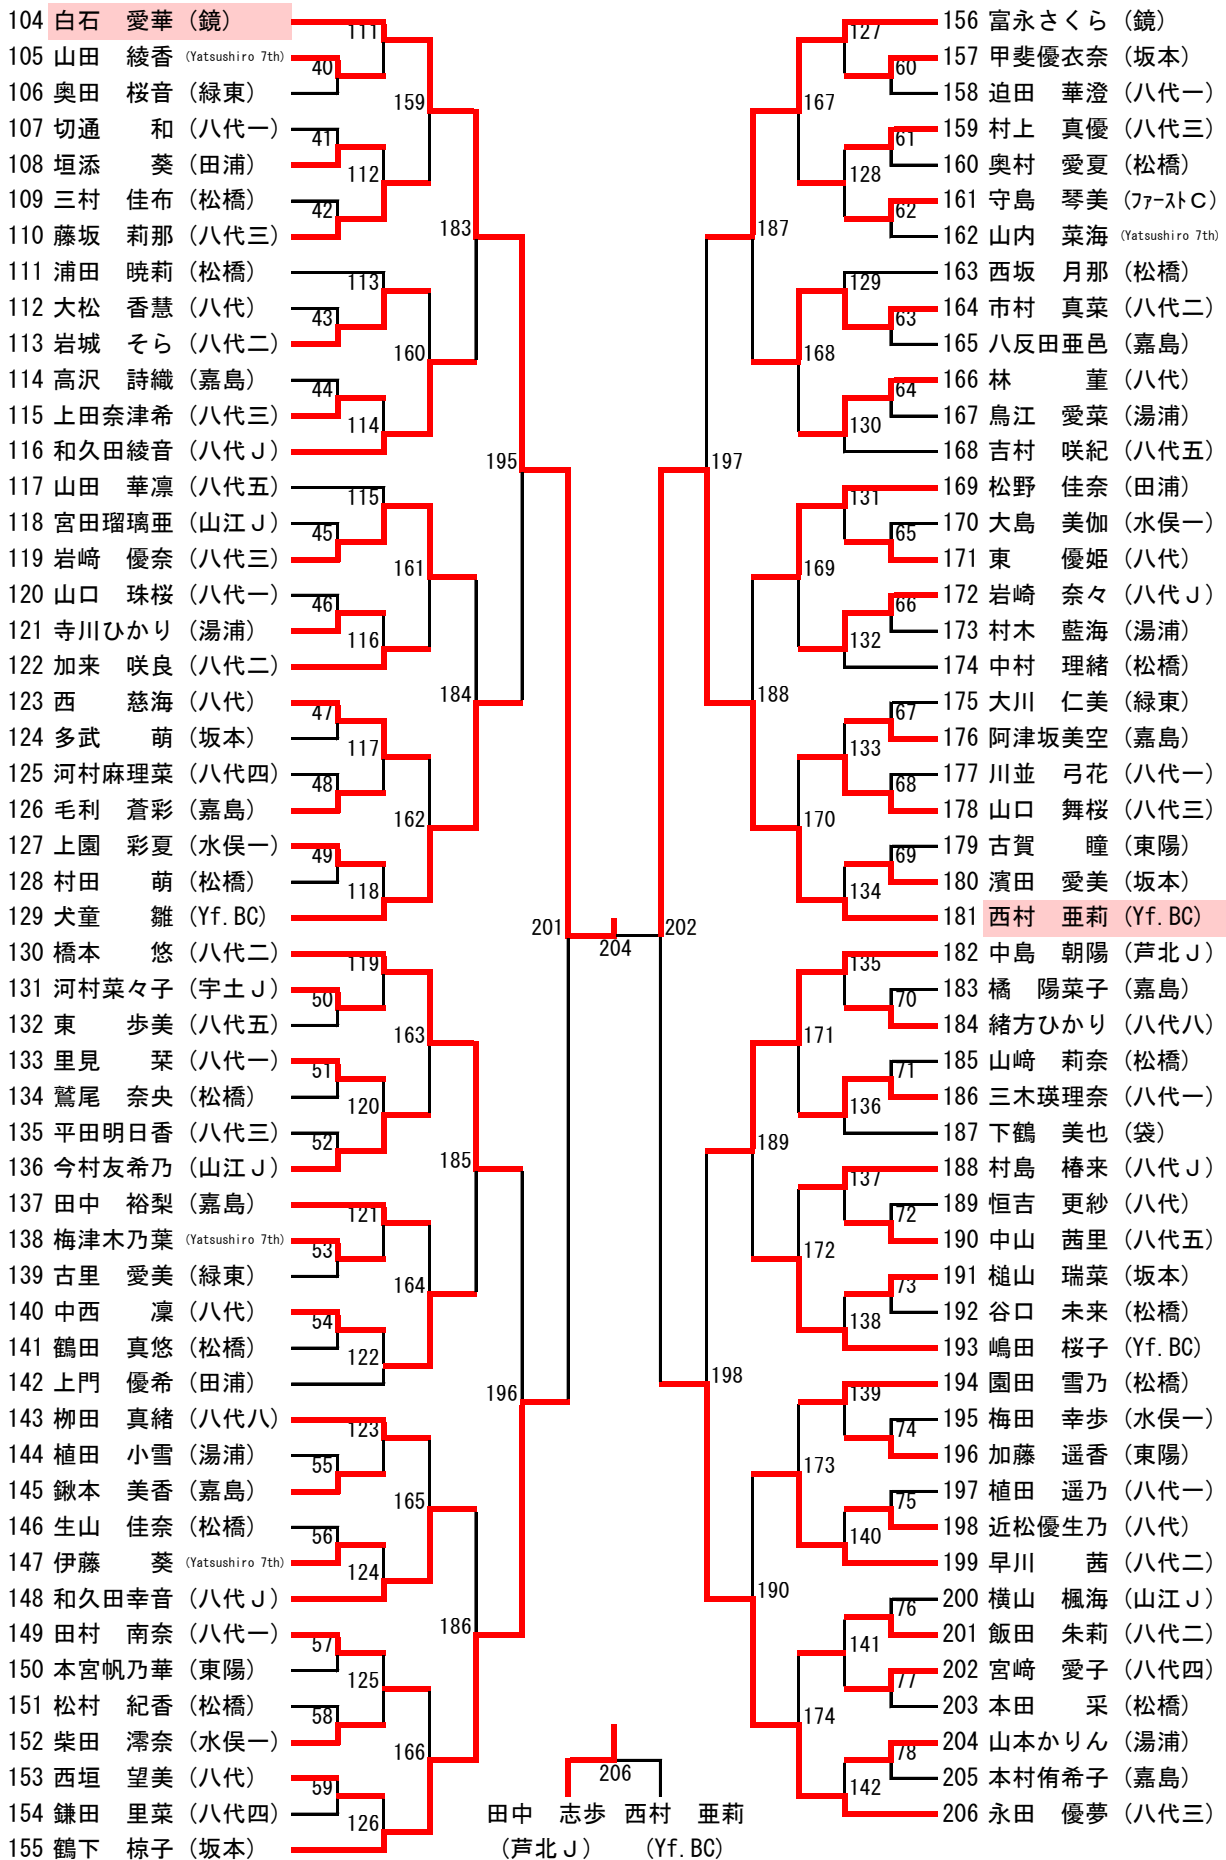 104 白石　愛華 (鏡)
105 山田　綾香 (Yatsushiro 7th)
106 奥田　桜音 (緑東)
107 切通　　和 (八代一)
108 垣添　　葵 (田浦)
109 三村　佳布 (松橋)
110 藤坂　莉那 (八代三)
111 浦田　暁莉 (松橋)
112 大松　香慧 (八代)
113 岩城　そら (八代二)
114 高沢　詩織 (嘉島)
115 上田奈津希 (八代三)
116 和久田綾音 (八代Ｊ)
117 山田　華凛 (八代五)
118 宮田瑠璃亜 (山江Ｊ)
119 岩﨑　優奈 (八代三)
120 山口　珠桜 (八代一)
121 寺川ひかり (湯浦)
122 加来　咲良 (八代二)
123 西　　慈海 (八代)
124 多武　　萌 (坂本)
125 河村麻理菜 (八代四)
126 毛利　蒼彩 (嘉島)
127 上園　彩夏 (水俣一)
128 村田　　萌 (松橋)
129 犬童　　雛 (Yf.BC)
130 橋本　　悠 (八代二)
131 河村菜々子 (宇土Ｊ)
132 東　　歩美 (八代五)
133 里見　　栞 (八代一)
134 鷲尾　奈央 (松橋)
135 平田明日香 (八代三)
136 今村友希乃 (山江Ｊ)
137 田中　裕梨 (嘉島)
138 梅津木乃葉 (Yatsushiro 7th)
139 古里　愛美 (緑東)
140 中西　　凜 (八代)
141 鶴田　真悠 (松橋)
142 上門　優希 (田浦)
143 栁田　真緒 (八代八)
144 植田　小雪 (湯浦)
145 鍬本　美香 (嘉島)
146 生山　佳奈 (松橋)
147 伊藤　　葵 (Yatsushiro 7th)
148 和久田幸音 (八代Ｊ)
149 田村　南奈 (八代一)
150 本宮帆乃華 (東陽)
151 松村　紀香 (松橋)
152 柴田　澪奈 (水俣一)
153 西垣　望美 (八代)
154 鎌田　里菜 (八代四)
155 鶴下　椋子 (坂本)
40
41
42
43
44
45
46
47
48
49
50
51
52
53
54
55
56
57
58
59
111
112
113
114
115
116
117
118
119
120
121
122
123
124
125
126
159
160
161
162
163
164
165
166
183
184
185
186
195
196
201
204
202
206
田中　志歩
(芦北Ｊ)
西村　亜莉
(Yf.BC)
197
198
187
188
189
190
167
168
169
170
171
172
173
174
127
128
129
130
131
132
133
134
135
136
137
138
139
140
141
142
60
61
62
63
64
65
66
67
68
69
70
71
72
73
74
75
76
77
78
156 富永さくら (鏡)
157 甲斐優衣奈 (坂本)
158 迫田　華澄 (八代一)
159 村上　真優 (八代三)
160 奥村　愛夏 (松橋)
161 守島　琴美 (ﾌｧｰｽﾄＣ)
162 山内　菜海 (Yatsushiro 7th)
163 西坂　月那 (松橋)
164 市村　真菜 (八代二)
165 八反田亜邑 (嘉島)
166 林　　　菫 (八代)
167 鳥江　愛菜 (湯浦)
168 吉村　咲紀 (八代五)
169 松野　佳奈 (田浦)
170 大島　美伽 (水俣一)
171 東　　優姫 (八代)
172 岩崎　奈々 (八代Ｊ)
173 村木　藍海 (湯浦)
174 中村　理緒 (松橋)
175 大川　仁美 (緑東)
176 阿津坂美空 (嘉島)
177 川並　弓花 (八代一)
178 山口　舞桜 (八代三)
179 古賀　　瞳 (東陽)
180 濱田　愛美 (坂本)
181 西村　亜莉 (Yf.BC)
182 中島　朝陽 (芦北Ｊ)
183 橘　陽菜子 (嘉島)
184 緒方ひかり (八代八)
185 山﨑　莉奈 (松橋)
186 三木瑛理奈 (八代一)
187 下鶴　美也 (袋)
188 村島　椿来 (八代Ｊ)
189 恒吉　更紗 (八代)
190 中山　茜里 (八代五)
191 槌山　瑞菜 (坂本)
192 谷口　未来 (松橋)
193 嶋田　桜子 (Yf.BC)
194 園田　雪乃 (松橋)
195 梅田　幸歩 (水俣一)
196 加藤　遥香 (東陽)
197 植田　遥乃 (八代一)
198 近松優生乃 (八代)
199 早川　　茜 (八代二)
200 横山　楓海 (山江Ｊ)
201 飯田　朱莉 (八代二)
202 宮﨑　愛子 (八代四)
203 本田　　采 (松橋)
204 山本かりん (湯浦)
205 本村侑希子 (嘉島)
206 永田　優夢 (八代三)